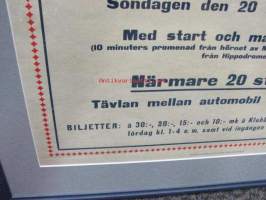 Söndagen den 20
Med start och ma
(10 minuters promenad från hörnet av M
från Hippodrome
Närmare 20 st
Tävlan mellan automobil
BILJETTER: à 30:-, 20:-, 15:- och 10:- mk à Klubb
lördag kl. 1-4 e. m. samt vid ingången